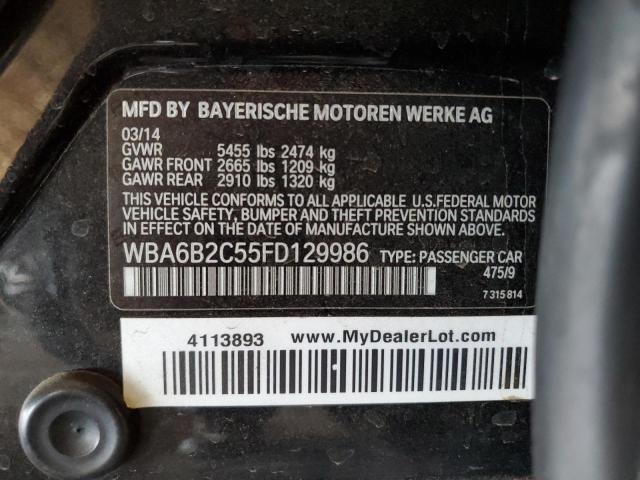 MFD BY BAYERISCHE MOTOREN WERKE AG
03/14
GVWR 5455 lbs 2474 kg
GAWR FRONT 2665 lbs 1209 kg
GAWR REAR 2910 lbs 1320 kg
THIS VEHICLE CONFORMS TO ALL APPLICABLE U.S.FEDERAL MOTOR
VEHICLE SAFETY, BUMPER AND THEFT PREVENTION STANDARDS
IN EFFECT ON THE DATE OF MANUFACTURE SHOWN ABOVE.
WBA6B2C55FD129986 TYPE: PASSENGER CAR
475/9
7 315 814
4113893 www.MyDealerLot.com